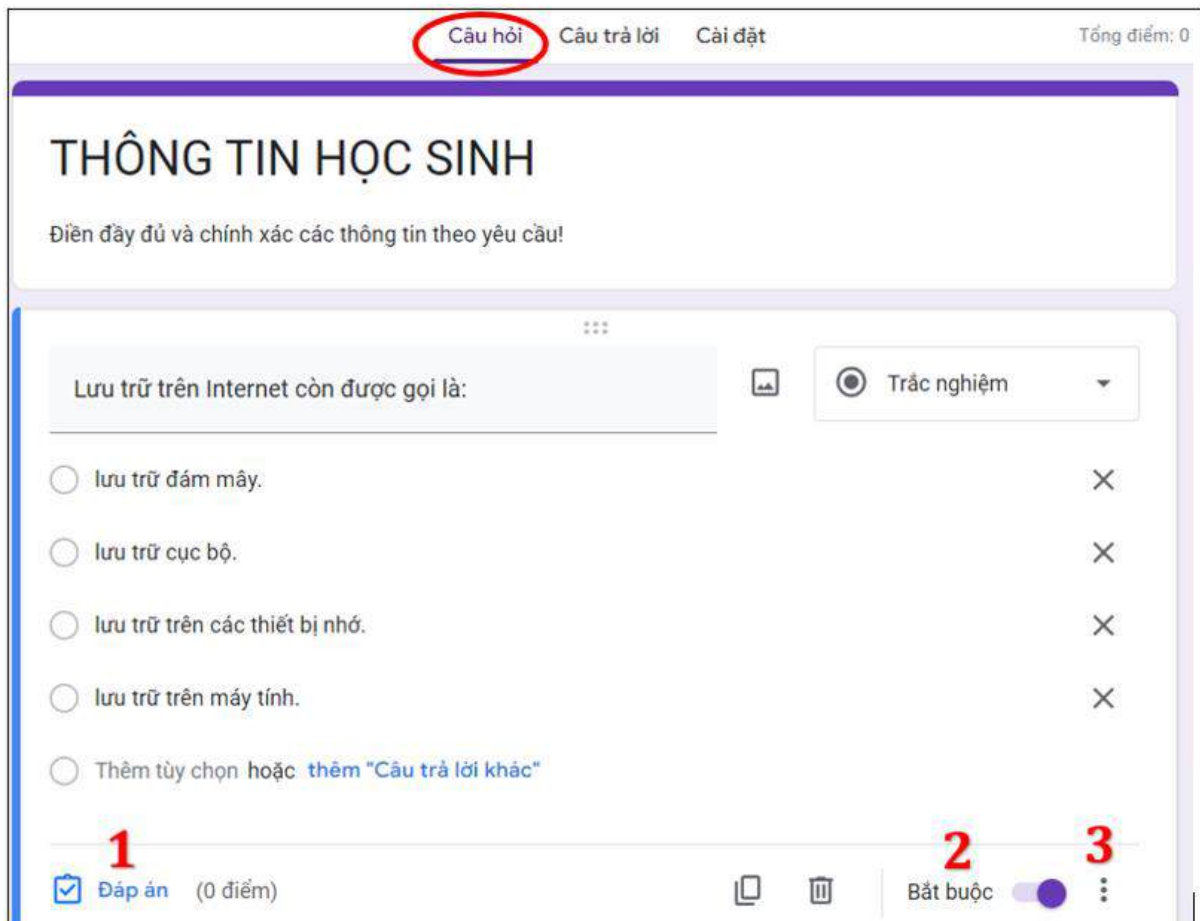 Câu hỏi Câu trả lời Cài đặt Tổng điểm: 0
THÔNG TIN HỌC SINH
Điền đầy đủ và chính xác các thông tin theo yêu cầu!
Lưu trữ trên Internet còn được gọi là: Trắc nghiệm
lưu trữ đám mây.
lưu trữ cục bộ.
lưu trữ trên các thiết bị nhớ.
lưu trữ trên máy tính.
Thêm tùy chọn hoặc thêm "Câu trả lời khác"
1 2 3
Đáp án (0 điểm) Bắt buộc